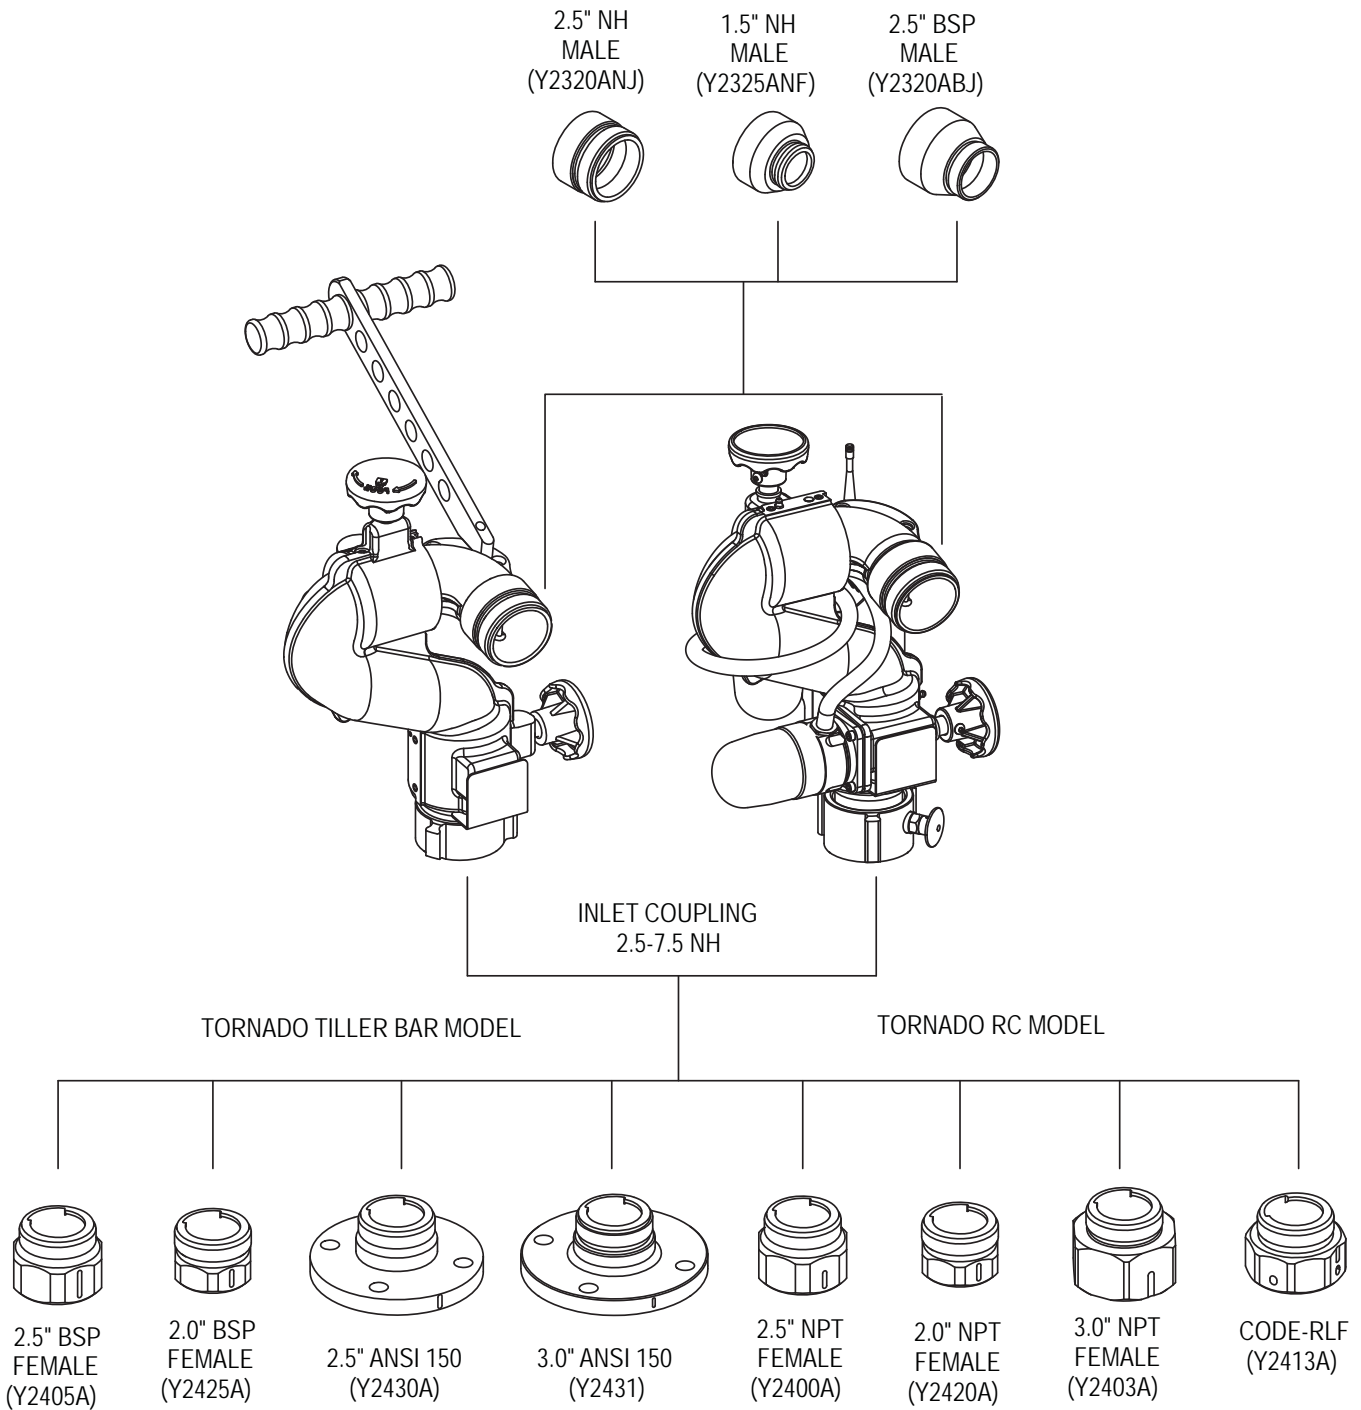 2.5" NH
MALE
(Y2320ANJ)
1.5" NH
MALE
(Y2325ANF)
2.5" BSP
MALE
(Y2320ABJ)
INLET COUPLING
2.5-7.5 NH
TORNADO TILLER BAR MODEL
TORNADO RC MODEL
2.5" BSP
FEMALE
(Y2405A)
2.0" BSP
FEMALE
(Y2425A)
2.5" ANSI 150
(Y2430A)
3.0" ANSI 150
(Y2431)
2.5" NPT
FEMALE
(Y2400A)
2.0" NPT
FEMALE
(Y2420A)
3.0" NPT
FEMALE
(Y2403A)
CODE-RLF
(Y2413A)